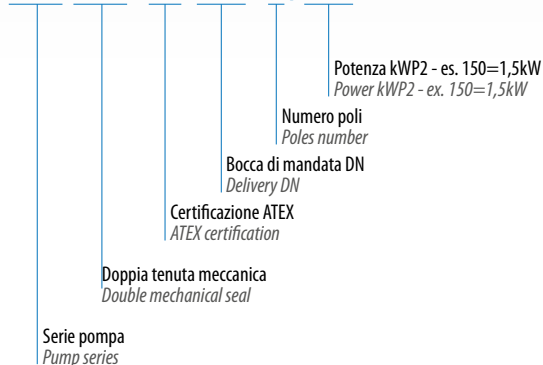 Potenza kWP2 - es. 150=1,5kW
Power kWP2 - ex. 150=1,5kW
Numero poli
Poles number
Bocca di mandata DN
Delivery DN
Certificazione ATEX
ATEX certification
Doppia tenuta meccanica
Double mechanical seal
Serie pompa
Pump series